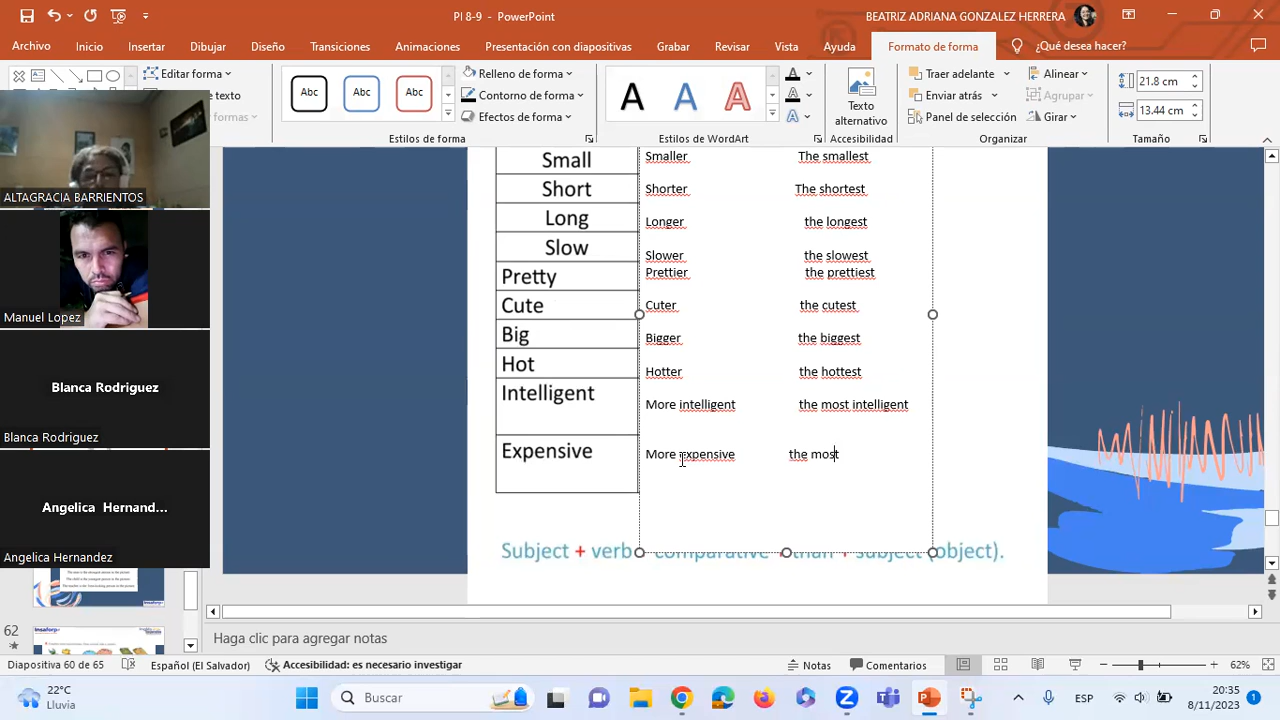 PI 8-9 - PowerPoint
BEATRIZ ADRIANA GONZALEZ HERRERA
Archivo Inicio Insertar Dibujar Diseño Transiciones Animaciones Presentación con diapositivas Grabar Revisar Vista Ayuda Formato de forma ¿Qué desea hacer?
Editar forma
Relleno de forma
Traer adelante
Alinear
21.8 cm
Abc Abc Abc
Contorno de forma
A A A
Texto alternativo
Enviar atrás
Agrupar
13.44 cm
Efectos de forma
Panel de selección
Girar
Estilos de forma
Estilos de WordArt
Accesibilidad
Organizar
Tamaño
ALTAGRACIA BARRIENTOS
Manuel Lopez
Blanca Rodriguez
Blanca Rodriguez
Angelica Hernand...
Angelica Hernandez
Small Smaller The smallest
Short Shorter The shortest
Long Longer the longest
Slow Slower the slowest
Pretty Prettier the prettiest
Cute Cuter the cutest
Big Bigger the biggest
Hot Hotter the hottest
Intelligent More intelligent the most intelligent
Expensive More expensive the most
Subject + verb comparative than + subject (object).
62
Haga clic para agregar notas
Diapositiva 60 de 65
Español (El Salvador)
Accesibilidad: es necesario investigar
Notas
Comentarios
62%
22°C
Lluvia
Buscar
ESP
20:35
8/11/2023